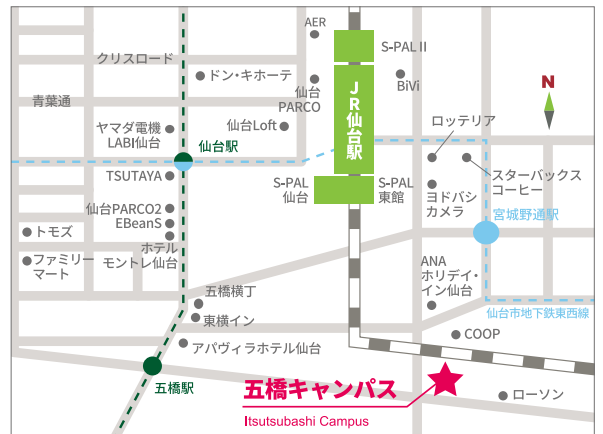 AER
S-PALⅡ
クリスロード
ドン・キホーテ
仙台
PARCO
BiVi
N
青葉通
JR仙台駅
ヤマダ電機
LABI仙台
仙台Loft
ロッテリア
仙台駅
TSUTAYA
S-PAL
仙台
S-PAL
東館
ヨドバシ
カメラ
スターバックス
コーヒー
仙台PARCO2
EBeanS
宮城野通駅
トモズ
ホテル
モントレ仙台
ファミリー
マート
ANA
ホリデイ・
イン仙台
五橋横丁
東横イン
仙台市地下鉄東西線
COOP
アパヴィラホテル仙台
五橋駅
五橋キャンパス
Itsutsubashi Campus
ローソン